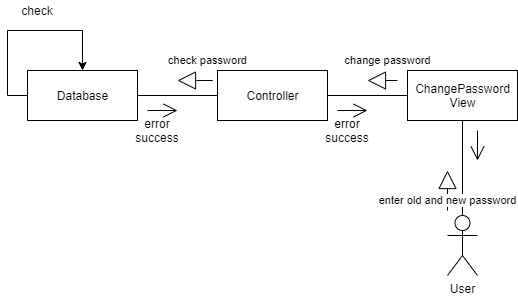 check
check password
change password
Database
Controller
ChangePassword
View
error
success
error
success
enter old and new password
User